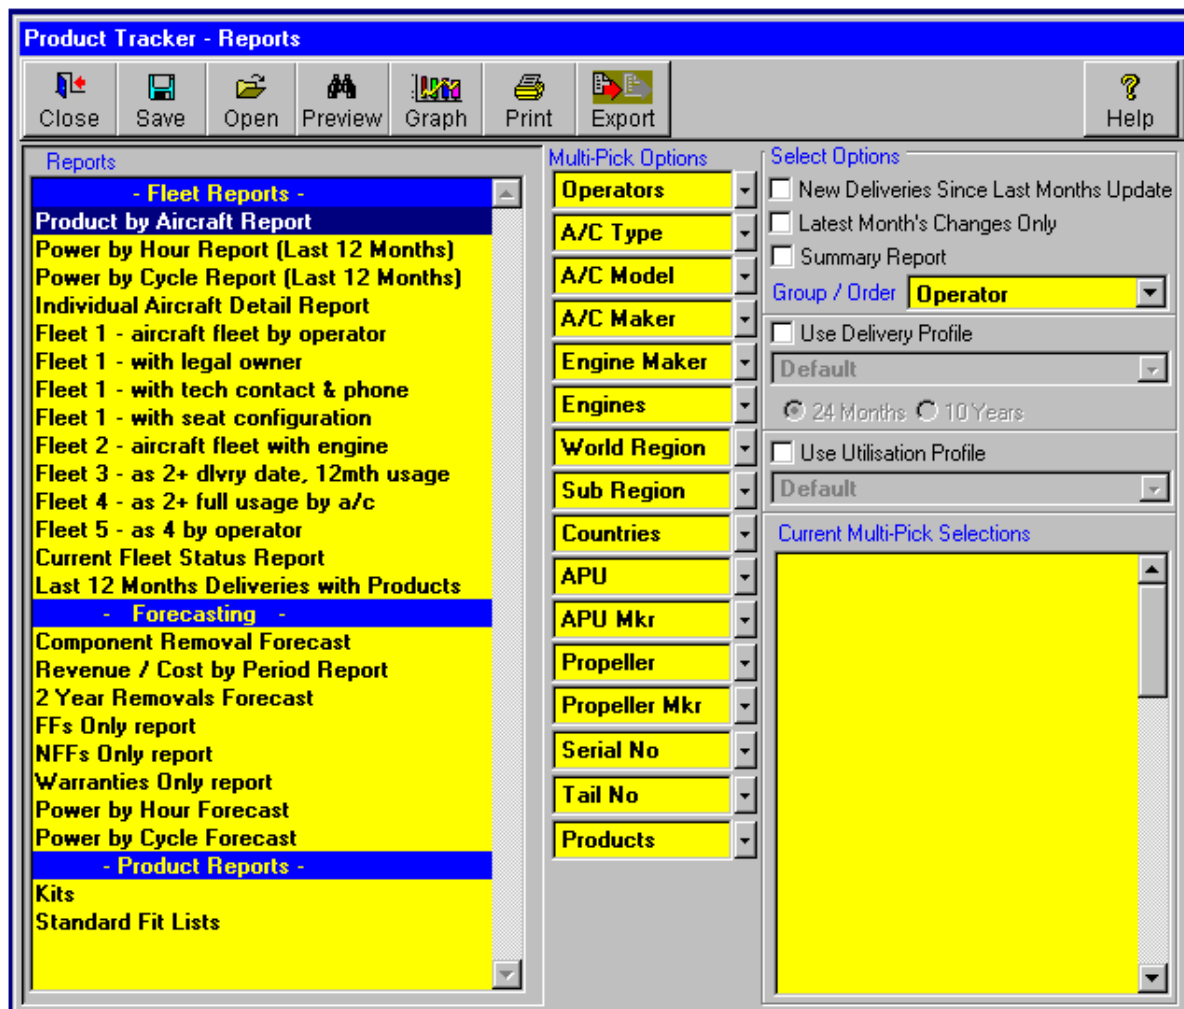 Product Tracker - Reports
Close
Save
Open
Preview
Graph
Print
Export
Help
Reports
- Fleet Reports -
Product by Aircraft Report
Power by Hour Report (Last 12 Months)
Power by Cycle Report (Last 12 Months)
Individual Aircraft Detail Report
Fleet 1 - aircraft fleet by operator
Fleet 1 - with legal owner
Fleet 1 - with tech contact & phone
Fleet 1 - with seat configuration
Fleet 2 - aircraft fleet with engine
Fleet 3 - as 2+ dlvry date, 12mth usage
Fleet 4 - as 2+ full usage by a/c
Fleet 5 - as 4 by operator
Current Fleet Status Report
Last 12 Months Deliveries with Products
- Forecasting -
Component Removal Forecast
Revenue / Cost by Period Report
2 Year Removals Forecast
FFs Only report
NFFs Only report
Warranties Only report
Power by Hour Forecast
Power by Cycle Forecast
- Product Reports -
Kits
Standard Fit Lists
Multi-Pick Options
Operators
A/C Type
A/C Model
A/C Maker
Engine Maker
Engines
World Region
Sub Region
Countries
APU
APU Mkr
Propeller
Propeller Mkr
Serial No
Tail No
Products
Select Options
New Deliveries Since Last Months Update
Latest Month's Changes Only
Summary Report
Group / Order Operator
Use Delivery Profile
Default
24 Months 10 Years
Use Utilisation Profile
Default
Current Multi-Pick Selections